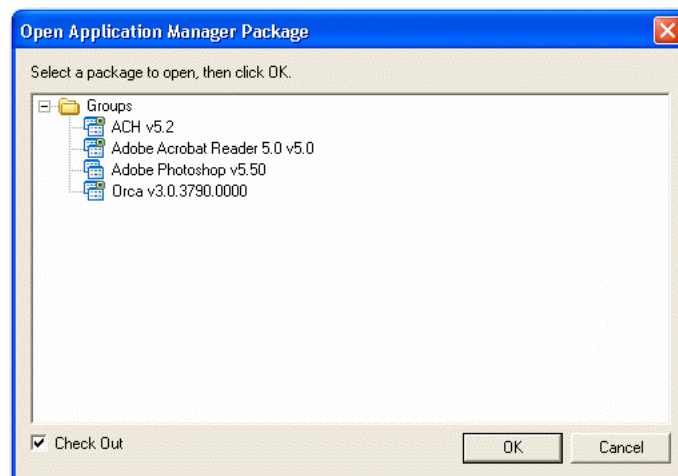 Open Application Manager Package
Select a package to open, then click OK.
Groups
ACH v5.2
Adobe Acrobat Reader 5.0 v5.0
Adobe Photoshop v5.50
Orca v3.0.3790.0000
Check Out
OK Cancel